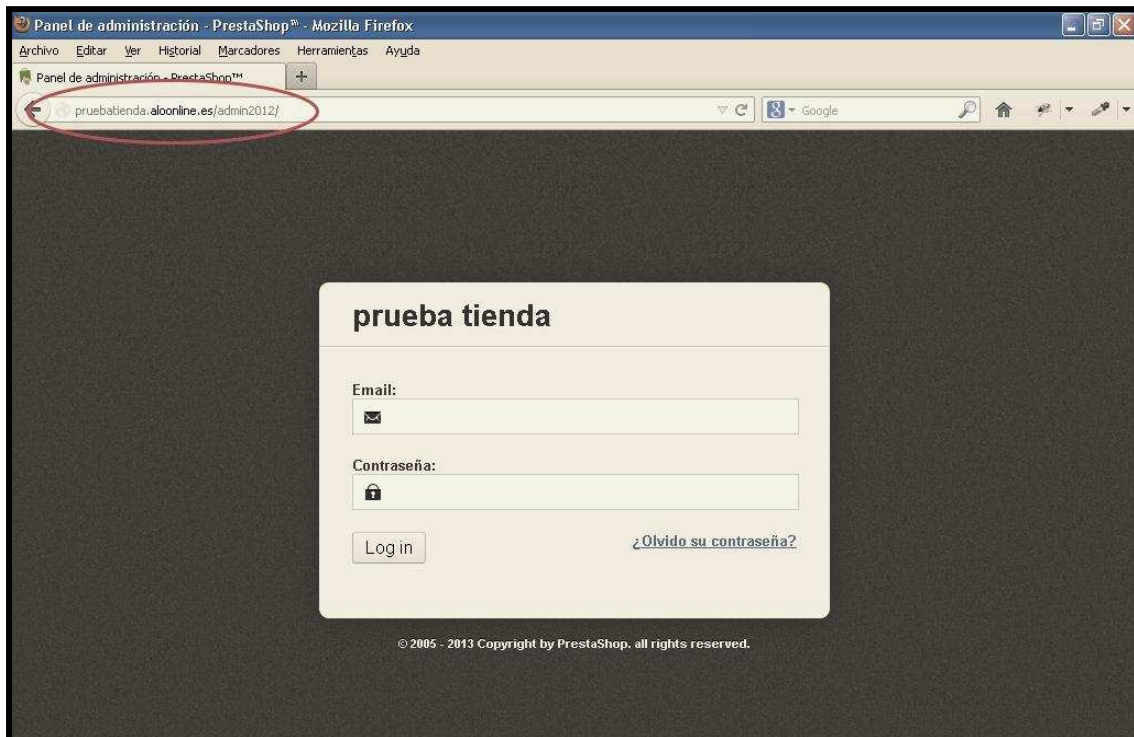 Panel de administración - PrestaShop™ - Mozilla Firefox
Archivo Editar Ver Historial Marcadores Herramientas Ayuda
Panel de administración - PrestaShop™ +
pruebatienda.aloonline.es/admin2012/ Google
prueba tienda
Email:
Contraseña:
Log in ¿Olvido su contraseña?
© 2005 - 2013 Copyright by PrestaShop. all rights reserved.